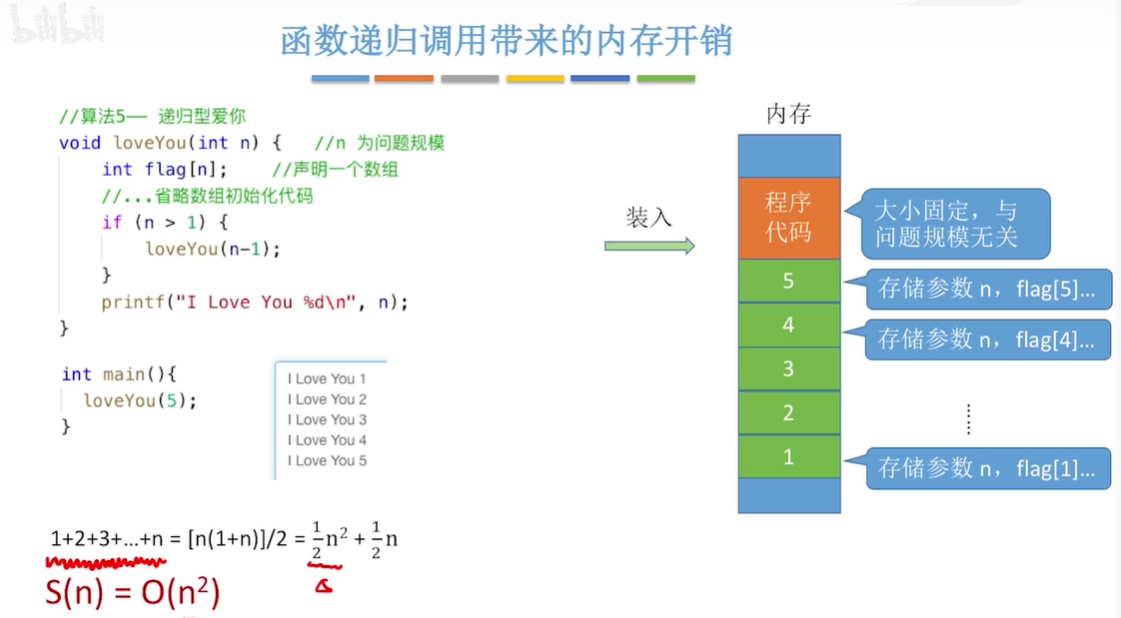 bilibili
函数递归调用带来的内存开销
//算法5— 递归型爱你
void loveYou(int n) { //n 为问题规模
int flag[n]; //声明一个数组
//...省略数组初始化代码
if (n > 1) {
loveYou(n-1);
}
printf("I Love You %d\n", n);
}
int main(){
loveYou(5);
}
I Love You 1
I Love You 2
I Love You 3
I Love You 4
I Love You 5
1+2+3+...+n = [n(1+n)]/2 = 1/2n² + 1/2n
S(n) = O(n²)
装入
内存
程序
代码
5
4
3
2
1
大小固定，与
问题规模无关
存储参数 n，flag[5]...
存储参数 n，flag[4]...
......
存储参数 n，flag[1]...